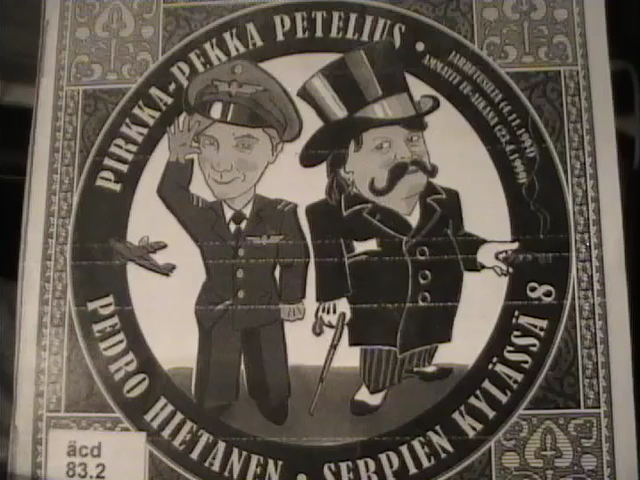 PIRKKA-PEKKA PETELIUS •
PEDRO HIETANEN • SERPIEN KYLÄSSÄ 8
äcd
83.2